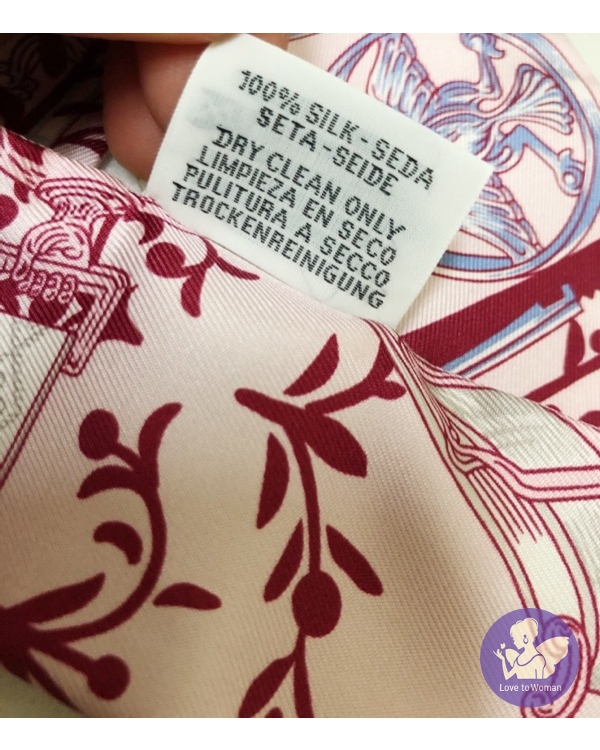 100% SILK-SEDA
SETA-SEIDE
DRY CLEAN ONLY
LIMPIEZA EN SECO
PULITURA A SECCO
TROCKENREINIGUNG
Love to Woman